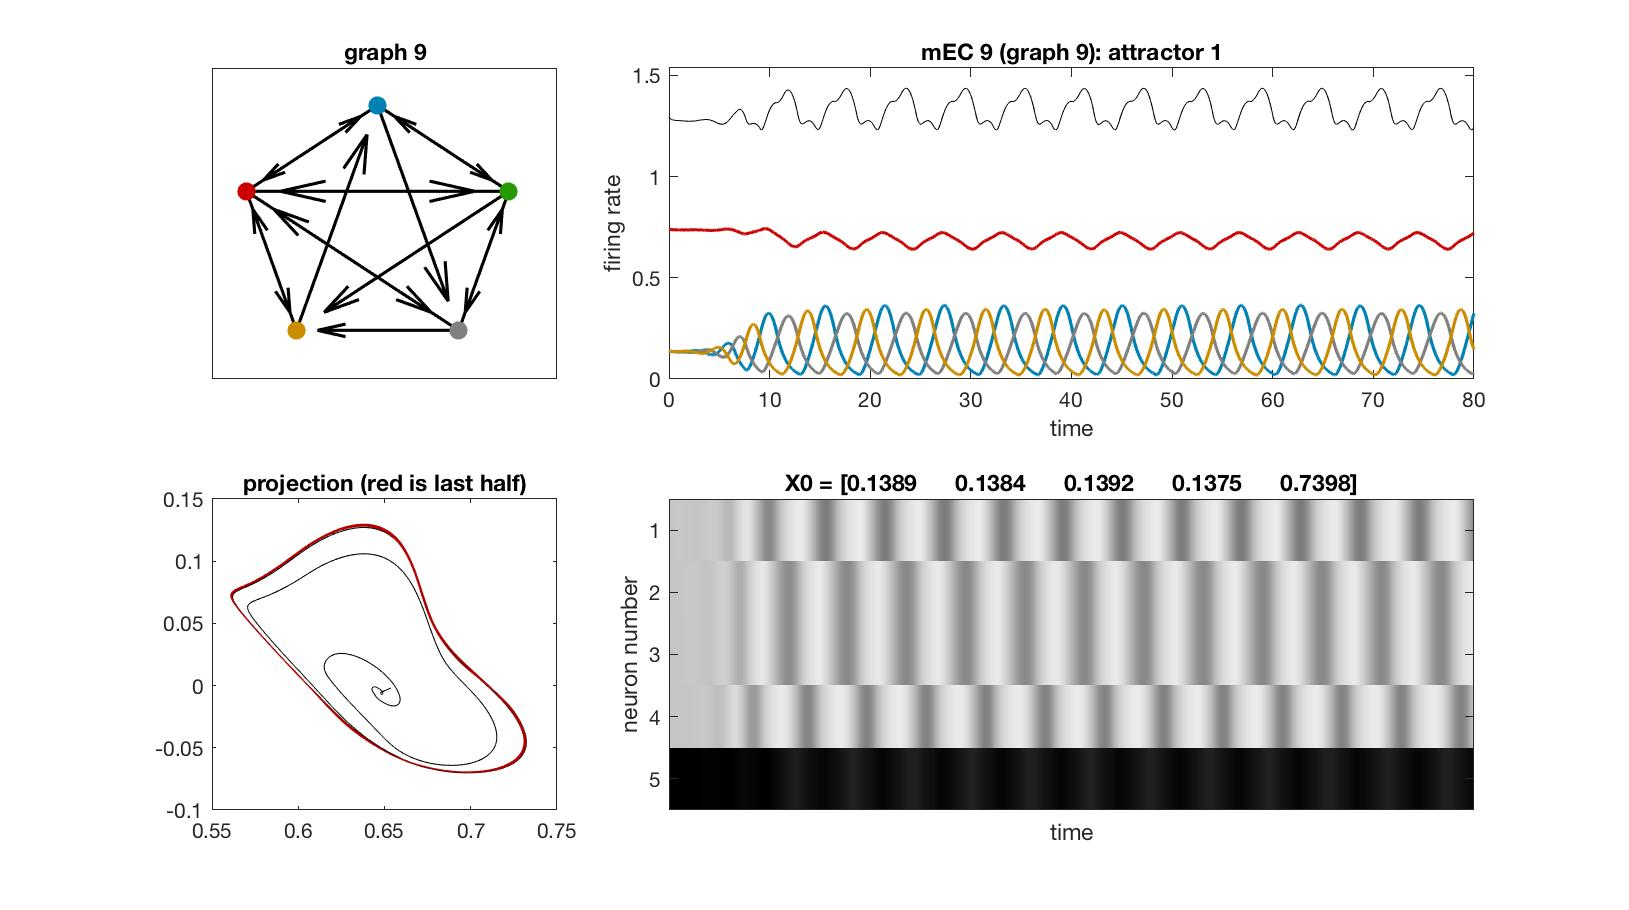 graph 9
mEC 9 (graph 9): attractor 1
firing rate
1.5
1
0.5
0
0 10 20 30 40 50 60 70 80
time
projection (red is last half)
0.15
0.1
0.05
0
-0.05
-0.1
0.55 0.6 0.65 0.7 0.75
X0 = [0.1389 0.1384 0.1392 0.1375 0.7398]
neuron number
1
2
3
4
5
time